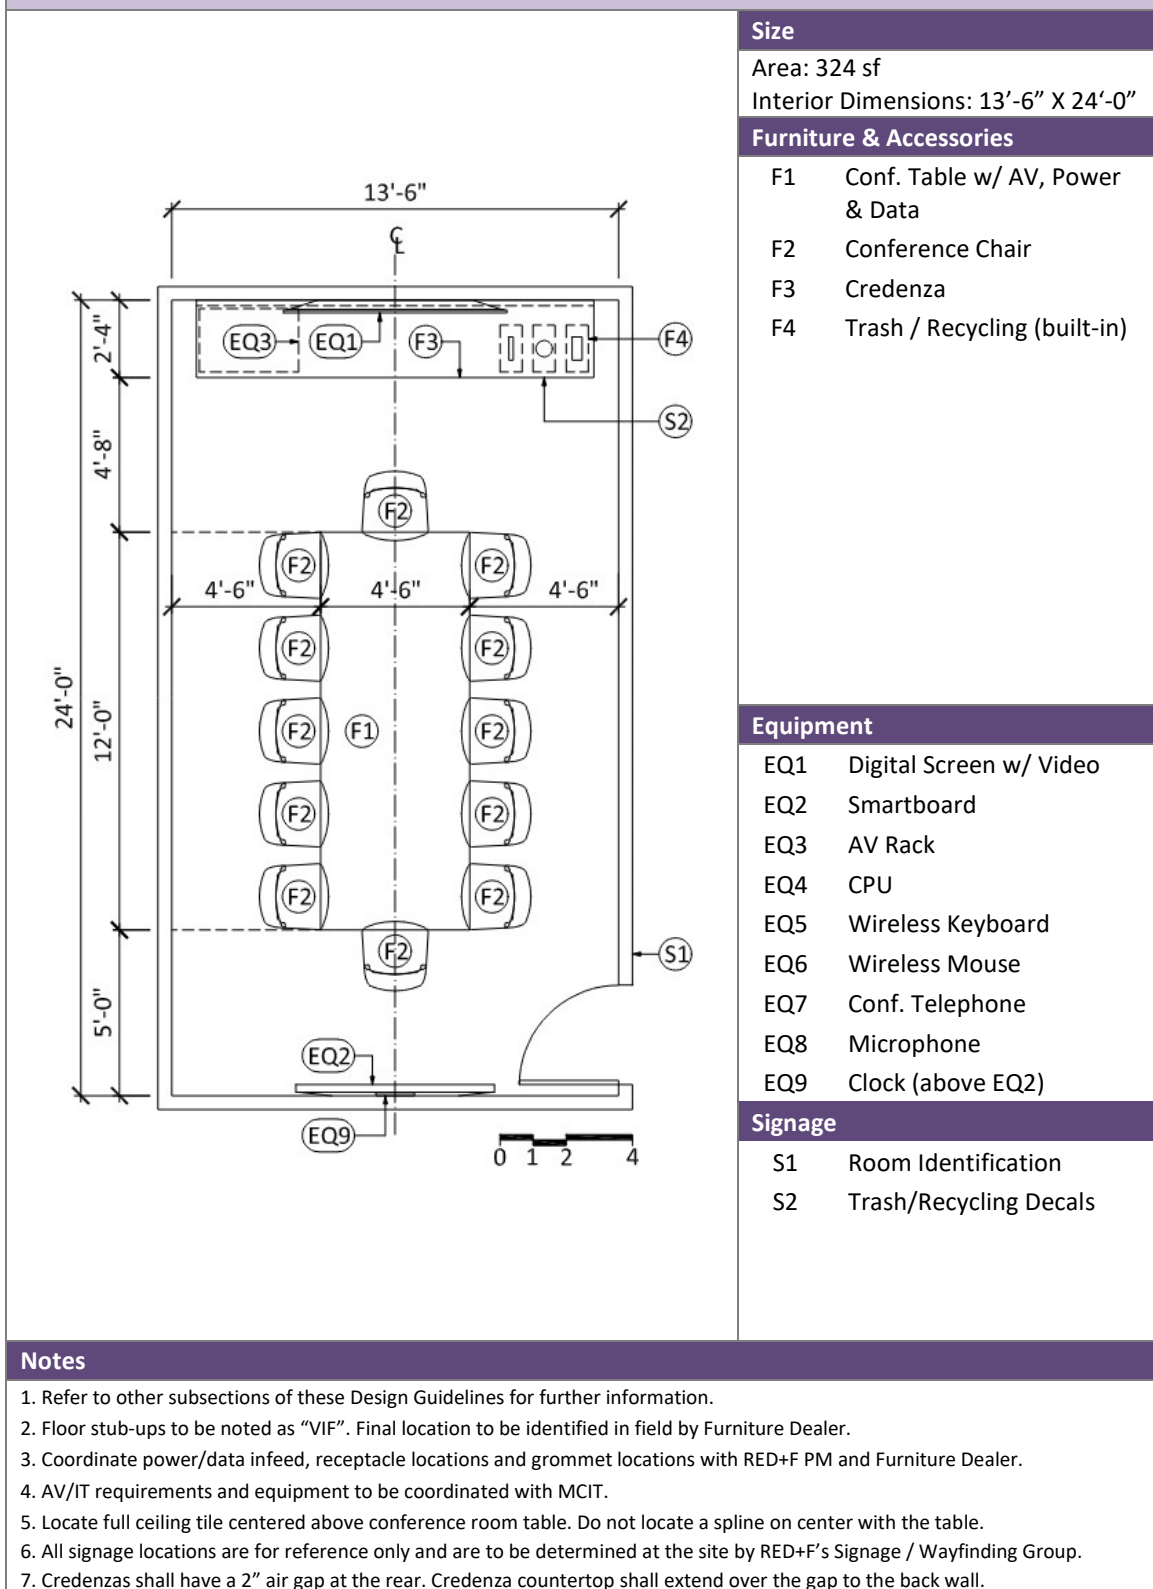 Size
Area: 324 sf
Interior Dimensions: 13’-6” X 24‘-0”
Furniture & Accessories
F1 Conf. Table w/ AV, Power
& Data
F2 Conference Chair
F3 Credenza
F4 Trash / Recycling (built-in)
13'-6"
CL
2'-4"
EQ3
EQ1
F3
F4
S2
4'-8"
F2
F2
F2
4'-6"
4'-6"
4'-6"
F2
F2
24'-0"
12'-0"
F2
F1
F2
F2
F2
F2
F2
F2
S1
5'-0"
EQ2
EQ9
0 1 2 4
Equipment
EQ1 Digital Screen w/ Video
EQ2 Smartboard
EQ3 AV Rack
EQ4 CPU
EQ5 Wireless Keyboard
EQ6 Wireless Mouse
EQ7 Conf. Telephone
EQ8 Microphone
EQ9 Clock (above EQ2)
Signage
S1 Room Identification
S2 Trash/Recycling Decals
Notes
1. Refer to other subsections of these Design Guidelines for further information.
2. Floor stub-ups to be noted as “VIF”. Final location to be identified in field by Furniture Dealer.
3. Coordinate power/data infeed, receptacle locations and grommet locations with RED+F PM and Furniture Dealer.
4. AV/IT requirements and equipment to be coordinated with MCIT.
5. Locate full ceiling tile centered above conference room table. Do not locate a spline on center with the table.
6. All signage locations are for reference only and are to be determined at the site by RED+F’s Signage / Wayfinding Group.
7. Credenzas shall have a 2” air gap at the rear. Credenza countertop shall extend over the gap to the back wall.